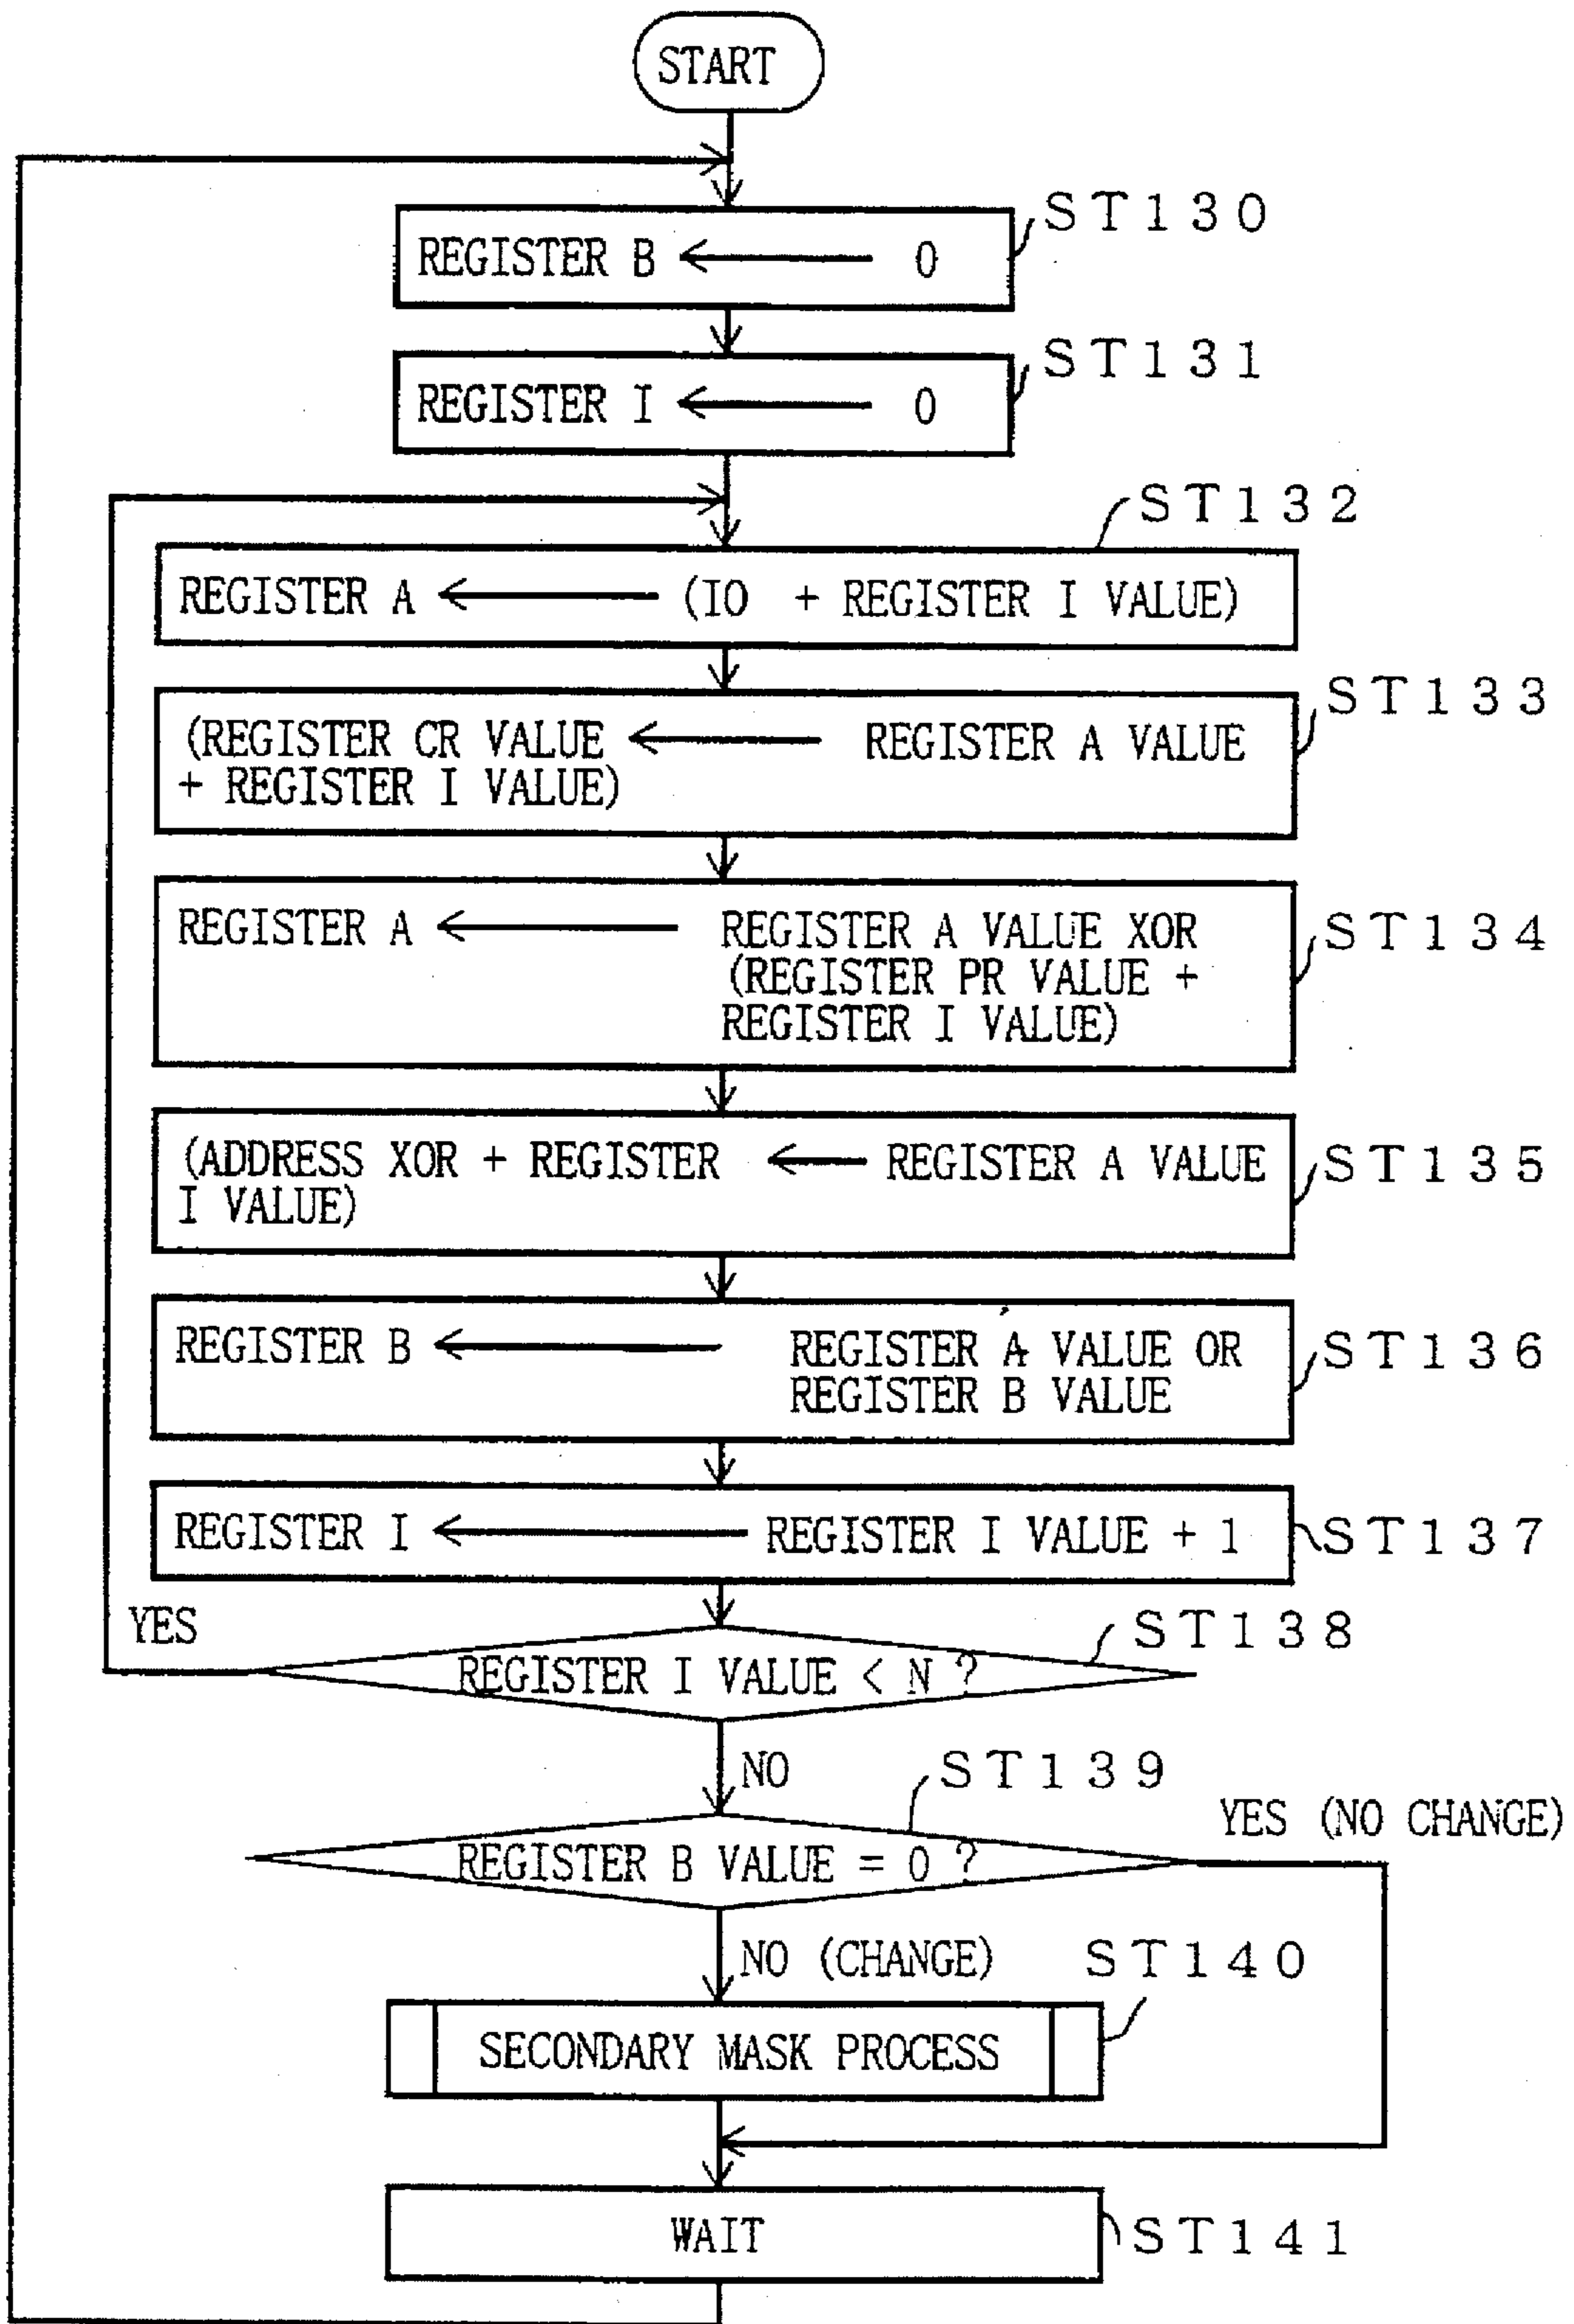 START
REGISTER B ← 0
ST130
REGISTER I ← 0
ST131
ST132
REGISTER A ← (IO + REGISTER I VALUE)
ST133
(REGISTER CR VALUE ← REGISTER A VALUE
+ REGISTER I VALUE)
REGISTER A ← REGISTER A VALUE XOR
(REGISTER PR VALUE +
REGISTER I VALUE)
ST134
(ADDRESS XOR + REGISTER ← REGISTER A VALUE
I VALUE)
ST135
REGISTER B ← REGISTER A VALUE OR
REGISTER B VALUE
ST136
REGISTER I ← REGISTER I VALUE + 1
ST137
YES
ST138
REGISTER I VALUE < N ?
NO
ST139
YES (NO CHANGE)
REGISTER B VALUE = 0 ?
NO (CHANGE)
ST140
SECONDARY MASK PROCESS
WAIT
ST141